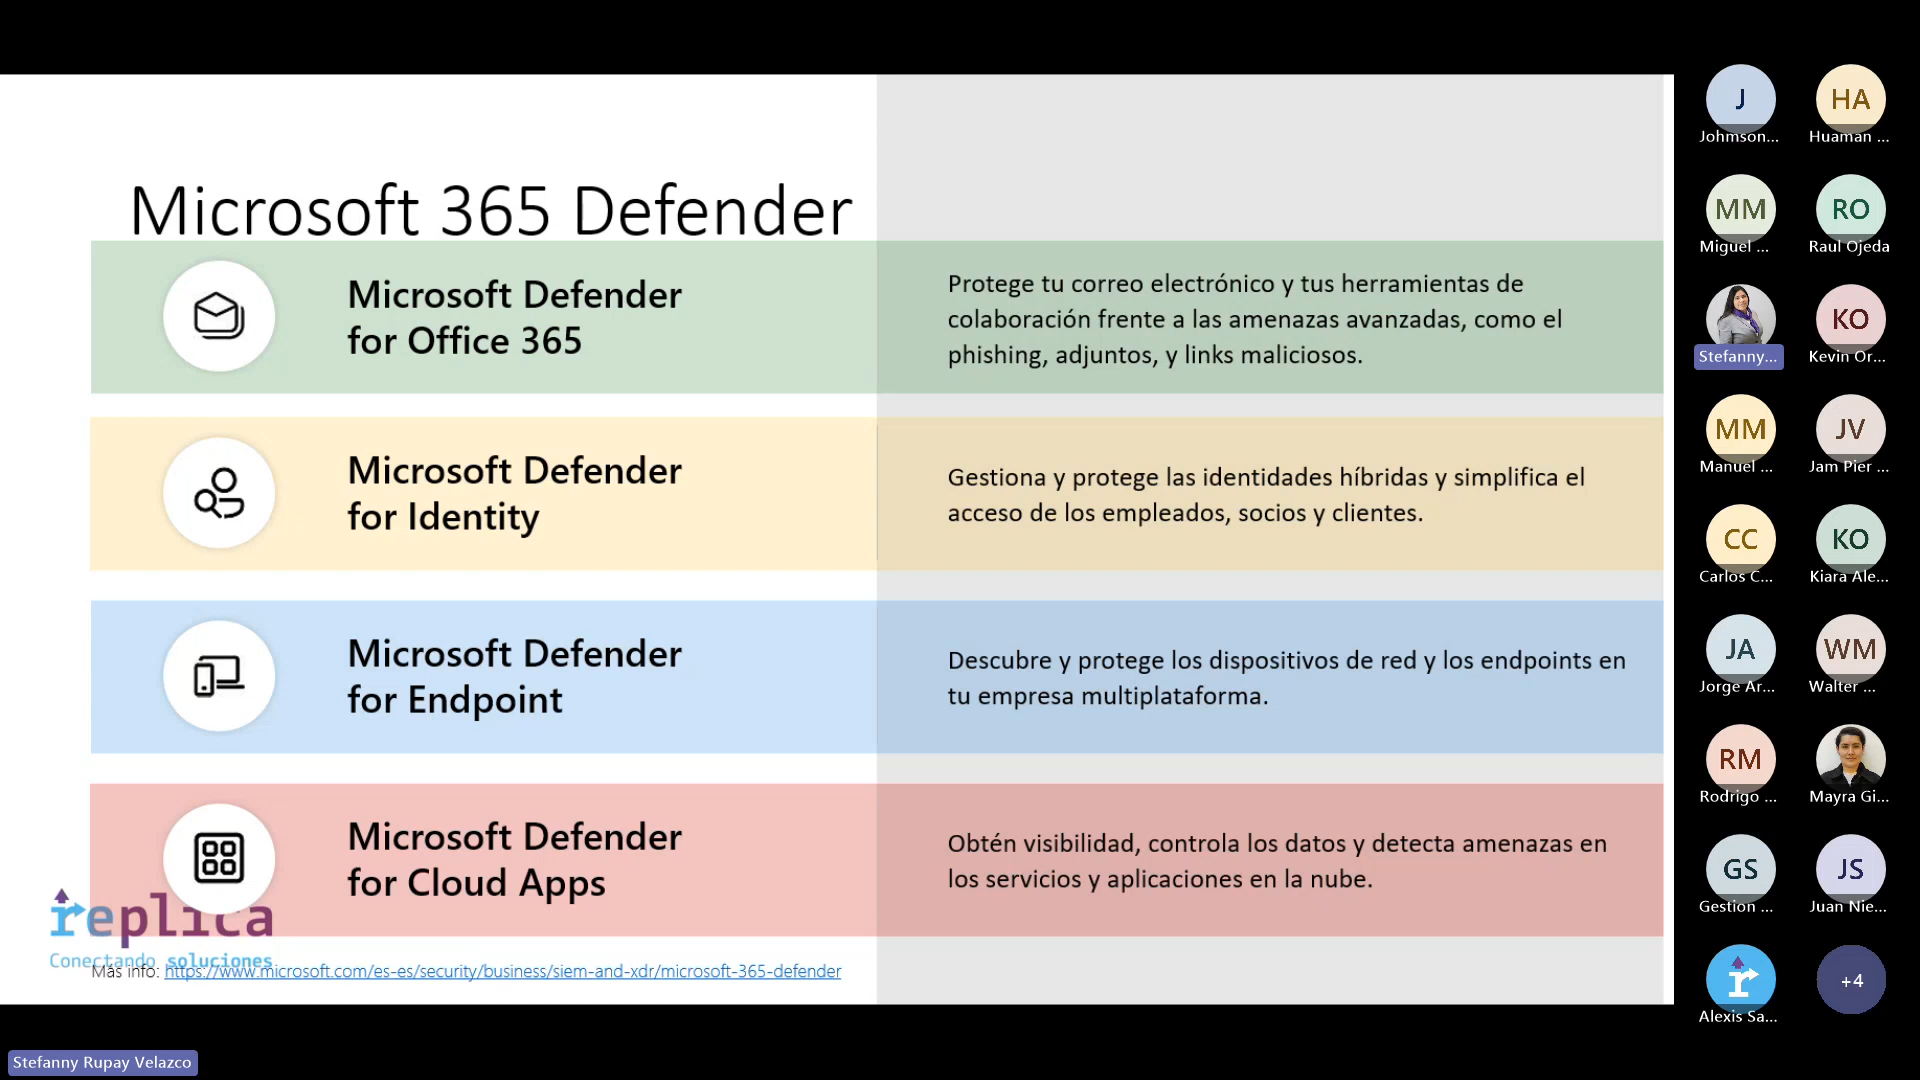 Microsoft 365 Defender
Microsoft Defender
for Office 365
Protege tu correo electrónico y tus herramientas de
colaboración frente a las amenazas avanzadas, como el
phishing, adjuntos, y links maliciosos.
Microsoft Defender
for Identity
Gestiona y protege las identidades híbridas y simplifica el
acceso de los empleados, socios y clientes.
Microsoft Defender
for Endpoint
Descubre y protege los dispositivos de red y los endpoints en
tu empresa multiplataforma.
Microsoft Defender
for Cloud Apps
Obtén visibilidad, controla los datos y detecta amenazas en
los servicios y aplicaciones en la nube.
replica
Conectando soluciones
Más info: https://www.microsoft.com/es-es/security/business/siem-and-xdr/microsoft-365-defender
Stefanny Rupay Velazco
J HA
Johmson... Huaman ...
MM RO
Miguel ... Raul Ojeda
KO
Stefanny... Kevin Or...
MM JV
Manuel ... Jam Pier ...
CC KO
Carlos C... Kiara Ale...
JA WM
Jorge Ar... Walter ...
RM
Rodrigo ... Mayra Gi...
GS JS
Gestion ... Juan Nie...
r +4
Alexis Sa...